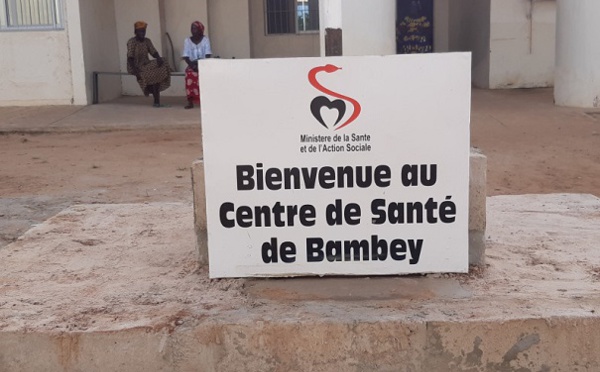 Ministere de la Sante
et de l'Action Sociale
Bienvenue au
Centre de Santé
de Bambey